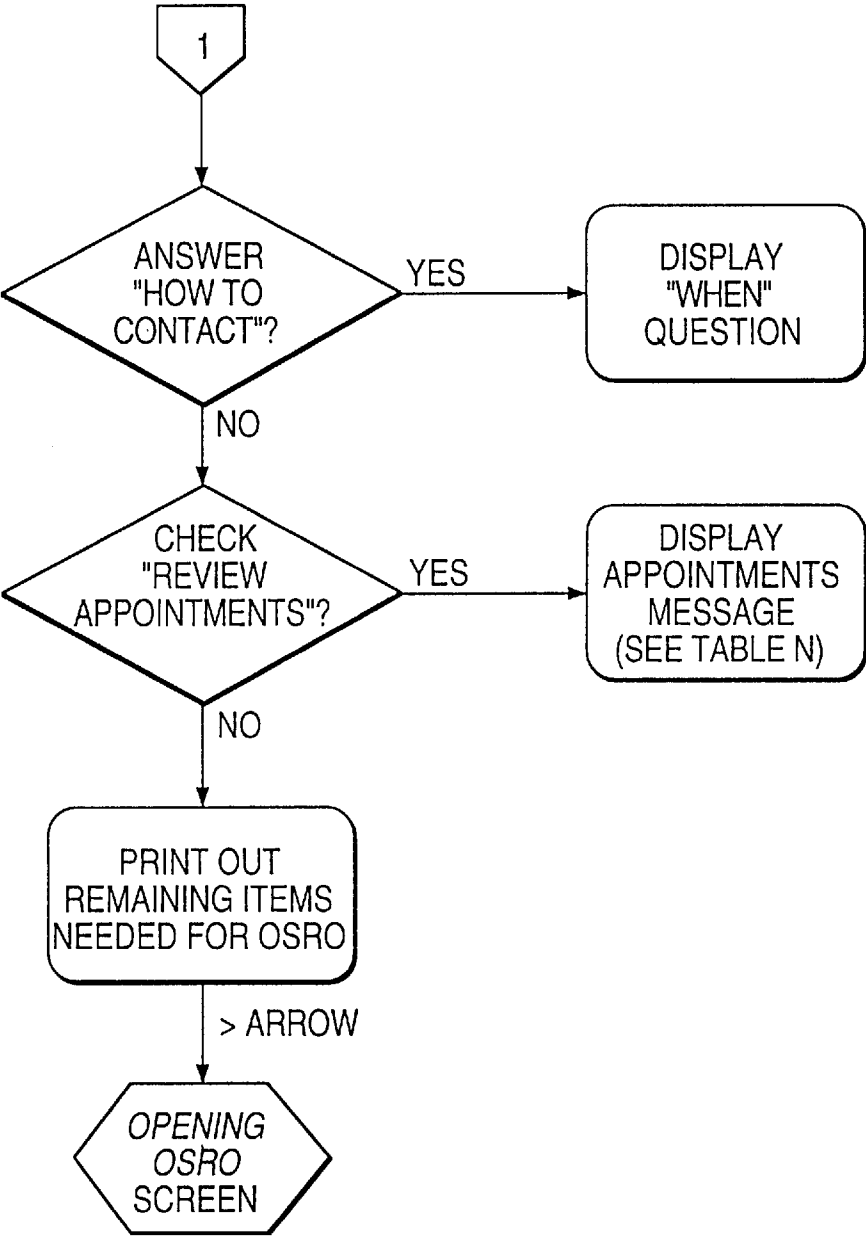 1
ANSWER
"HOW TO
CONTACT"?
YES
DISPLAY
"WHEN"
QUESTION
NO
CHECK
"REVIEW
APPOINTMENTS"?
YES
DISPLAY
APPOINTMENTS
MESSAGE
(SEE TABLE N)
NO
PRINT OUT
REMAINING ITEMS
NEEDED FOR OSRO
> ARROW
OPENING
OSRO
SCREEN